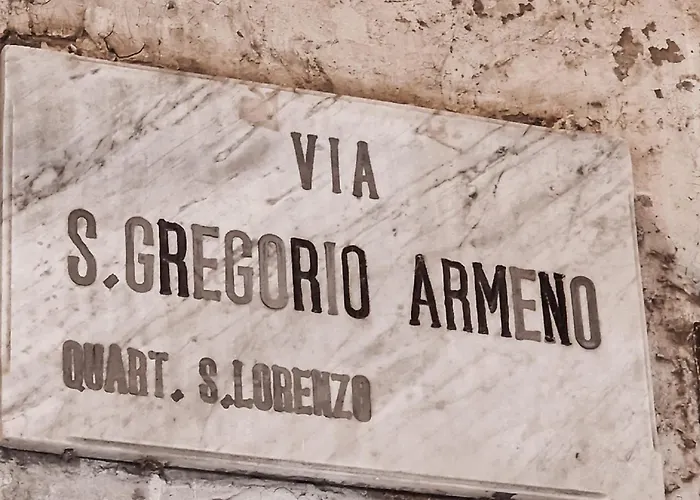 VIA
S. GREGORIO ARMENO
QUART. S. LORENZO